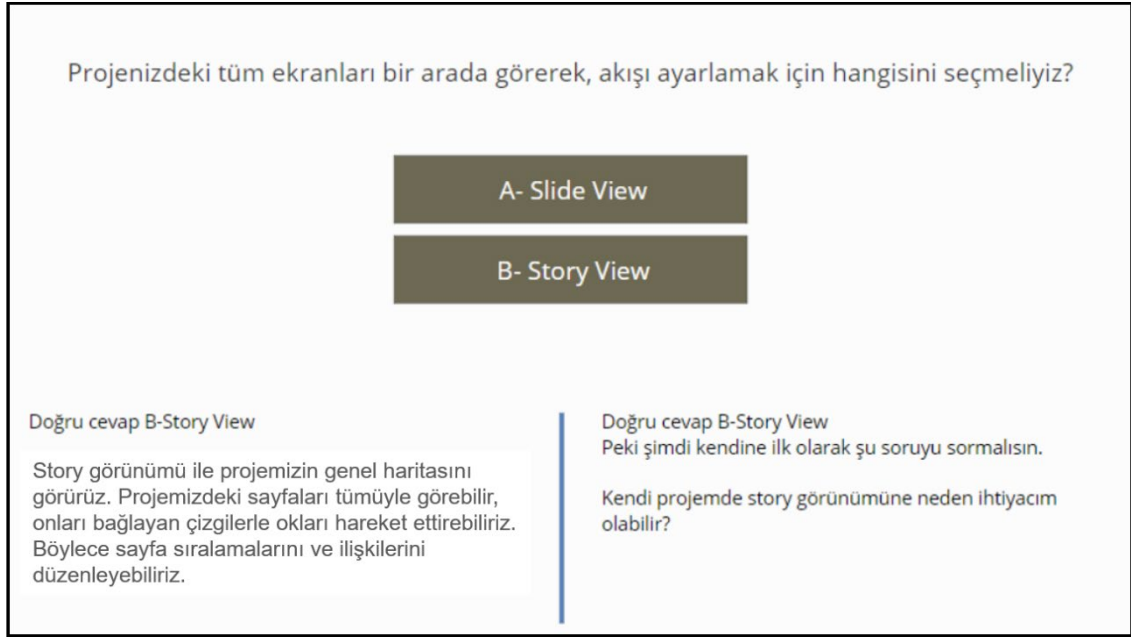 Projenizdeki tüm ekranları bir arada görerek, akışı ayarlamak için hangisini seçmeliyiz?
A- Slide View
B- Story View
Doğru cevap B-Story View
Story görünümü ile projemizin genel haritasını
görürüz. Projemizdeki sayfaları tümüyle görebilir,
onları bağlayan çizgilerle okları hareket ettirebiliriz.
Böylece sayfa sıralamalarını ve ilişkilerini
düzenleyebiliriz.
Doğru cevap B-Story View
Peki şimdi kendine ilk olarak şu soruyu sormalısın.
Kendi projemde story görünümüne neden ihtiyacım
olabilir?